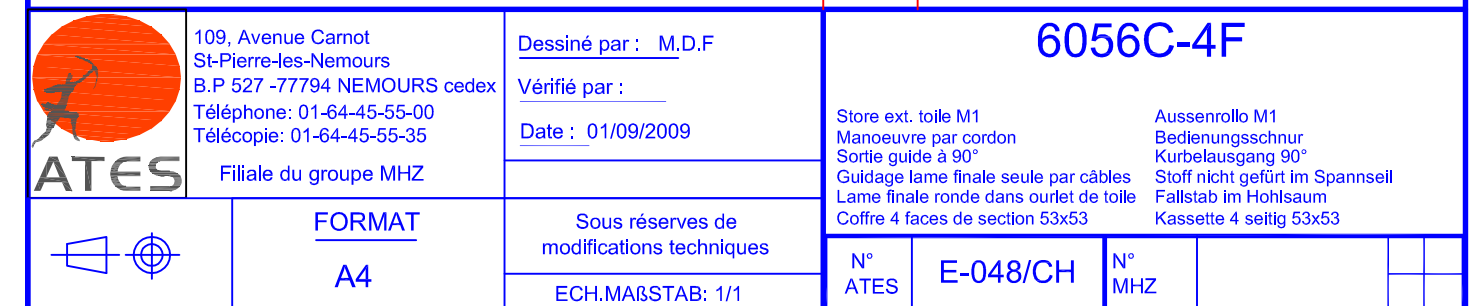 ATES
109, Avenue Carnot
St-Pierre-les-Nemours
B.P 527 -77794 NEMOURS cedex
Téléphone: 01-64-45-55-00
Télécopie: 01-64-45-55-35
Filiale du groupe MHZ
Dessiné par : M.D.F
Vérifié par :
Date : 01/09/2009
6056C-4F
Store ext. toile M1
Manoeuvre par cordon
Sortie guide à 90°
Guidage lame finale seule par câbles
Lame finale ronde dans ourlet de toile
Coffre 4 faces de section 53x53
Aussenrollo M1
Bedienungsschnur
Kurbelausgang 90°
Stoff nicht gefürt im Spannseil
Fallstab im Hohlsaum
Kassette 4 seitig 53x53
FORMAT
A4
Sous réserves de
modifications techniques
ECH.MAßSTAB: 1/1
N°
ATES
E-048/CH
N°
MHZ